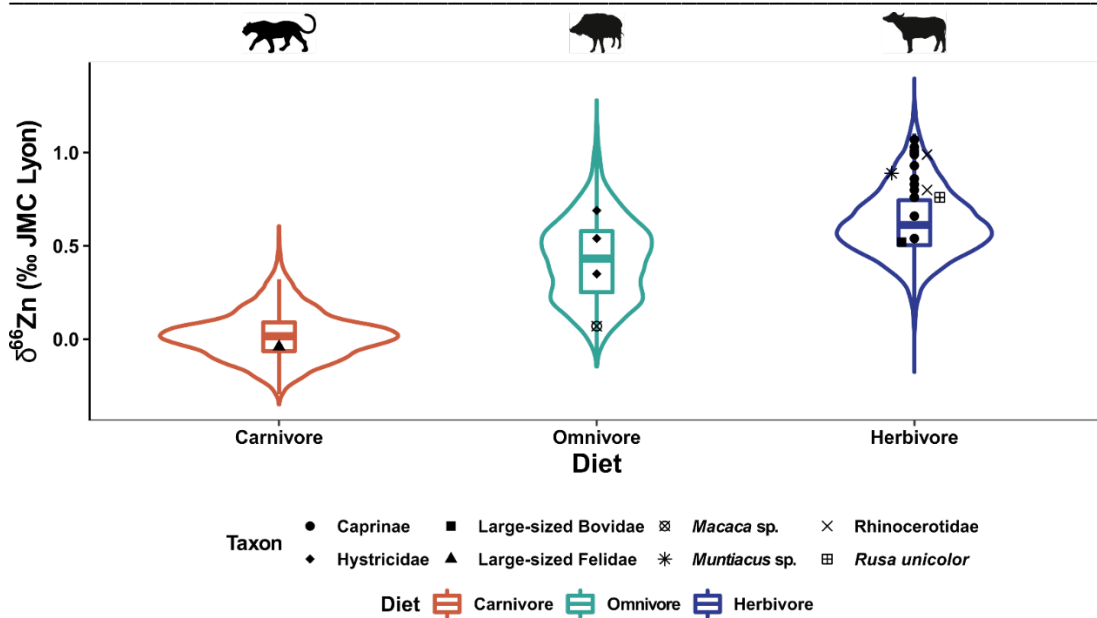 δ⁶⁶Zn (‰ JMC Lyon)
1.0
0.5
0.0
Carnivore Omnivore Herbivore
Diet
Taxon
Caprinae Large-sized Bovidae Macaca sp. Rhinocerotidae
Hystricidae Large-sized Felidae Muntiacus sp. Rusa unicolor
Diet Carnivore Omnivore Herbivore